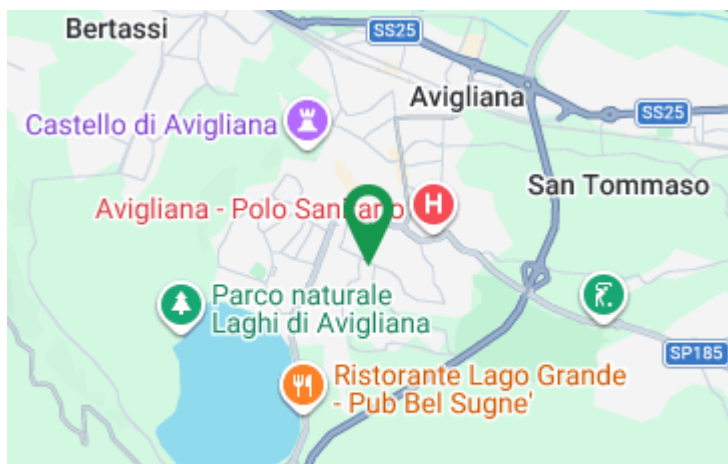 Bertassi
SS25
Avigliana
SS25
Castello di Avigliana
San Tommaso
Avigliana - Polo Sanitario
H
Parco naturale
Laghi di Avigliana
SP185
Ristorante Lago Grande
- Pub Bel Sugne'